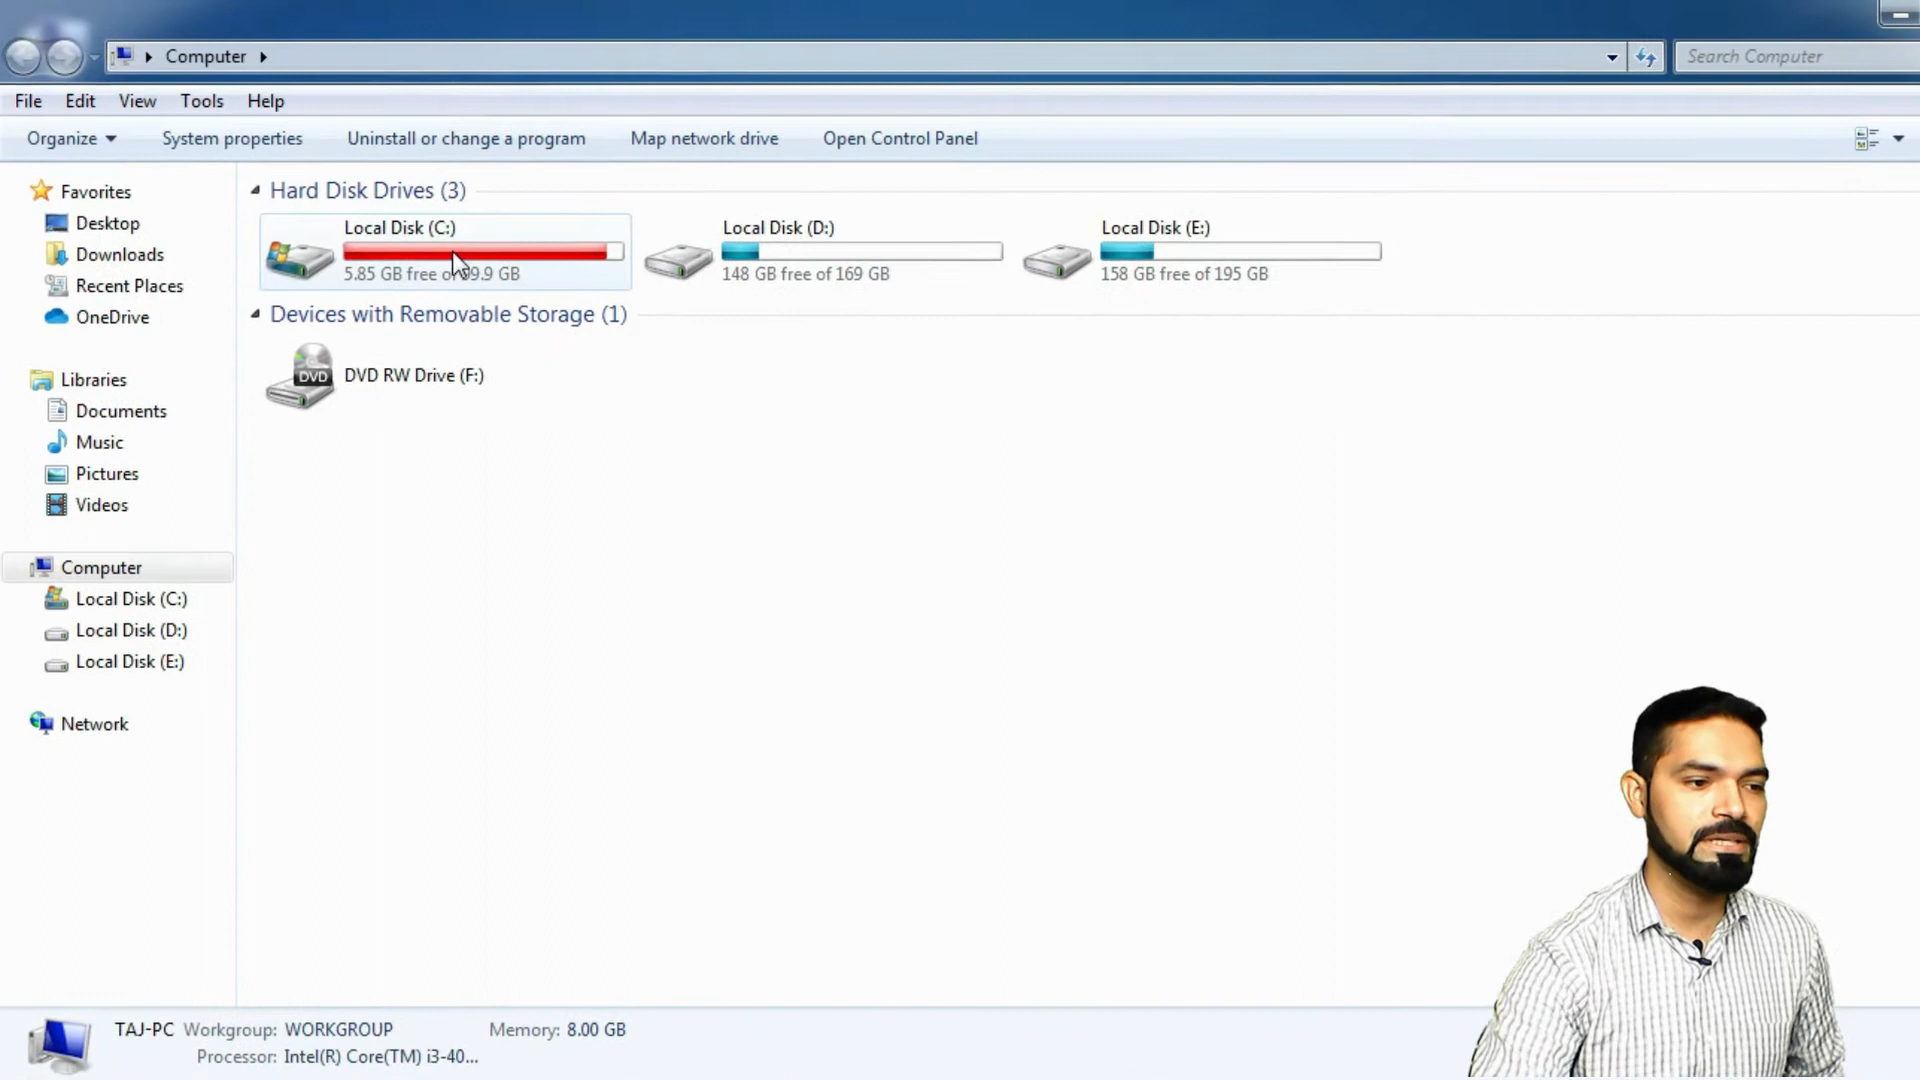 Computer
Search Computer
File Edit View Tools Help
Organize System properties Uninstall or change a program Map network drive Open Control Panel
Favorites
Desktop
Downloads
Recent Places
OneDrive
Libraries
Documents
Music
Pictures
Videos
Computer
Local Disk (C:)
Local Disk (D:)
Local Disk (E:)
Network
Hard Disk Drives (3)
Local Disk (C:)
5.85 GB free 9.9 GB
Local Disk (D:)
148 GB free of 169 GB
Local Disk (E:)
158 GB free of 195 GB
Devices with Removable Storage (1)
DVD
DVD RW Drive (F:)
TAJ-PC Workgroup: WORKGROUP Memory: 8.00 GB
Processor: Intel(R) Core(TM) i3-40...